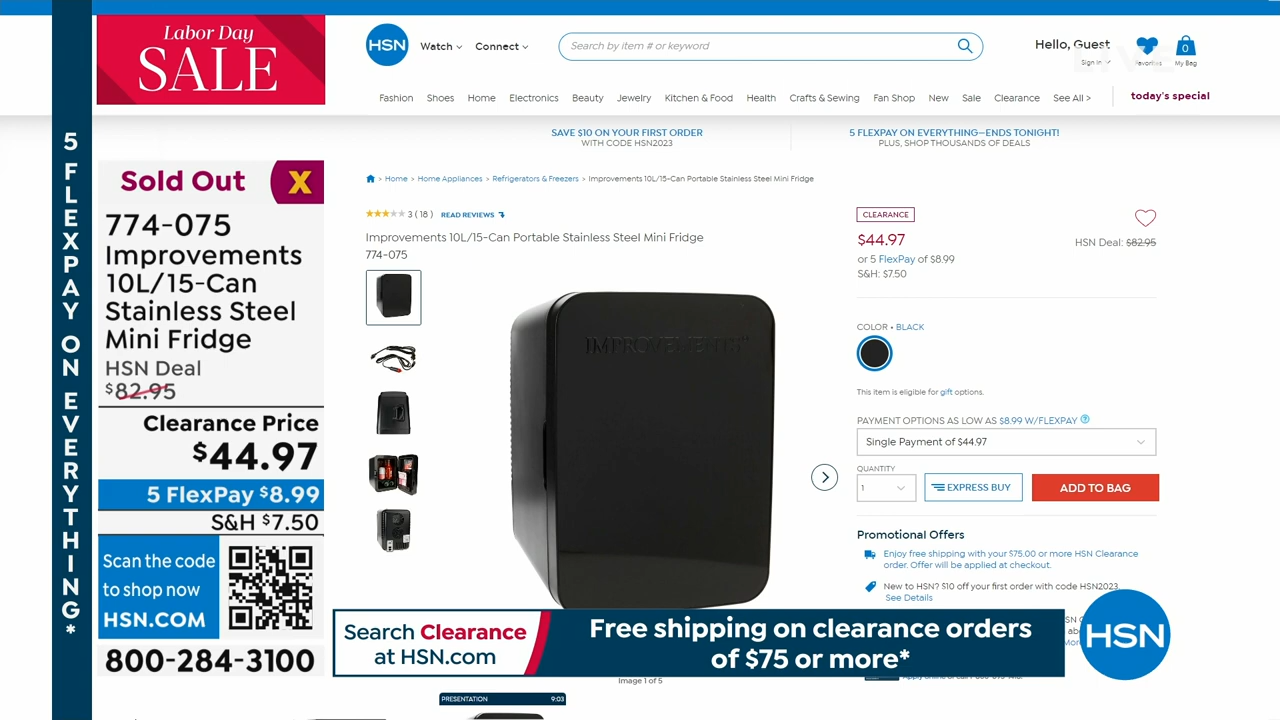 Labor Day
SALE
5 FLEXPAY ON EVERYTHING*
Sold Out X
774-075
Improvements
10L/15-Can
Stainless Steel
Mini Fridge
HSN Deal
$82.95
Clearance Price
$44.97
5 FlexPay $8.99
S&H $7.50
Scan the code
to shop now
HSN.COM
800-284-3100
HSN
Watch
Connect
Search by item # or keyword
Hello, Guest
Sign In
Favorites
0
My Bag
Fashion Shoes Home Electronics Beauty Jewelry Kitchen & Food Health Crafts & Sewing Fan Shop New Sale Clearance See All >
today's special
SAVE $10 ON YOUR FIRST ORDER
WITH CODE HSN2023
5 FLEXPAY ON EVERYTHING—ENDS TONIGHT!
PLUS, SHOP THOUSANDS OF DEALS
> Home > Home Appliances > Refrigerators & Freezers > Improvements 10L/15-Can Portable Stainless Steel Mini Fridge
3 ( 18 ) READ REVIEWS
Improvements 10L/15-Can Portable Stainless Steel Mini Fridge
774-075
IMPROVEMENTS
CLEARANCE
$44.97
HSN Deal: $82.95
or 5 FlexPay of $8.99
S&H: $7.50
COLOR • BLACK
This item is eligible for gift options.
PAYMENT OPTIONS AS LOW AS $8.99 W/FLEXPAY ?
Single Payment of $44.97
QUANTITY
1
EXPRESS BUY
ADD TO BAG
Promotional Offers
Enjoy free shipping with your $75.00 or more HSN Clearance
order. Offer will be applied at checkout.
New to HSN? $10 off your first order with code HSN2023.
See Details
Search Clearance
at HSN.com
Free shipping on clearance orders
of $75 or more*
HSN
Image 1 of 5
PRESENTATION 9:03